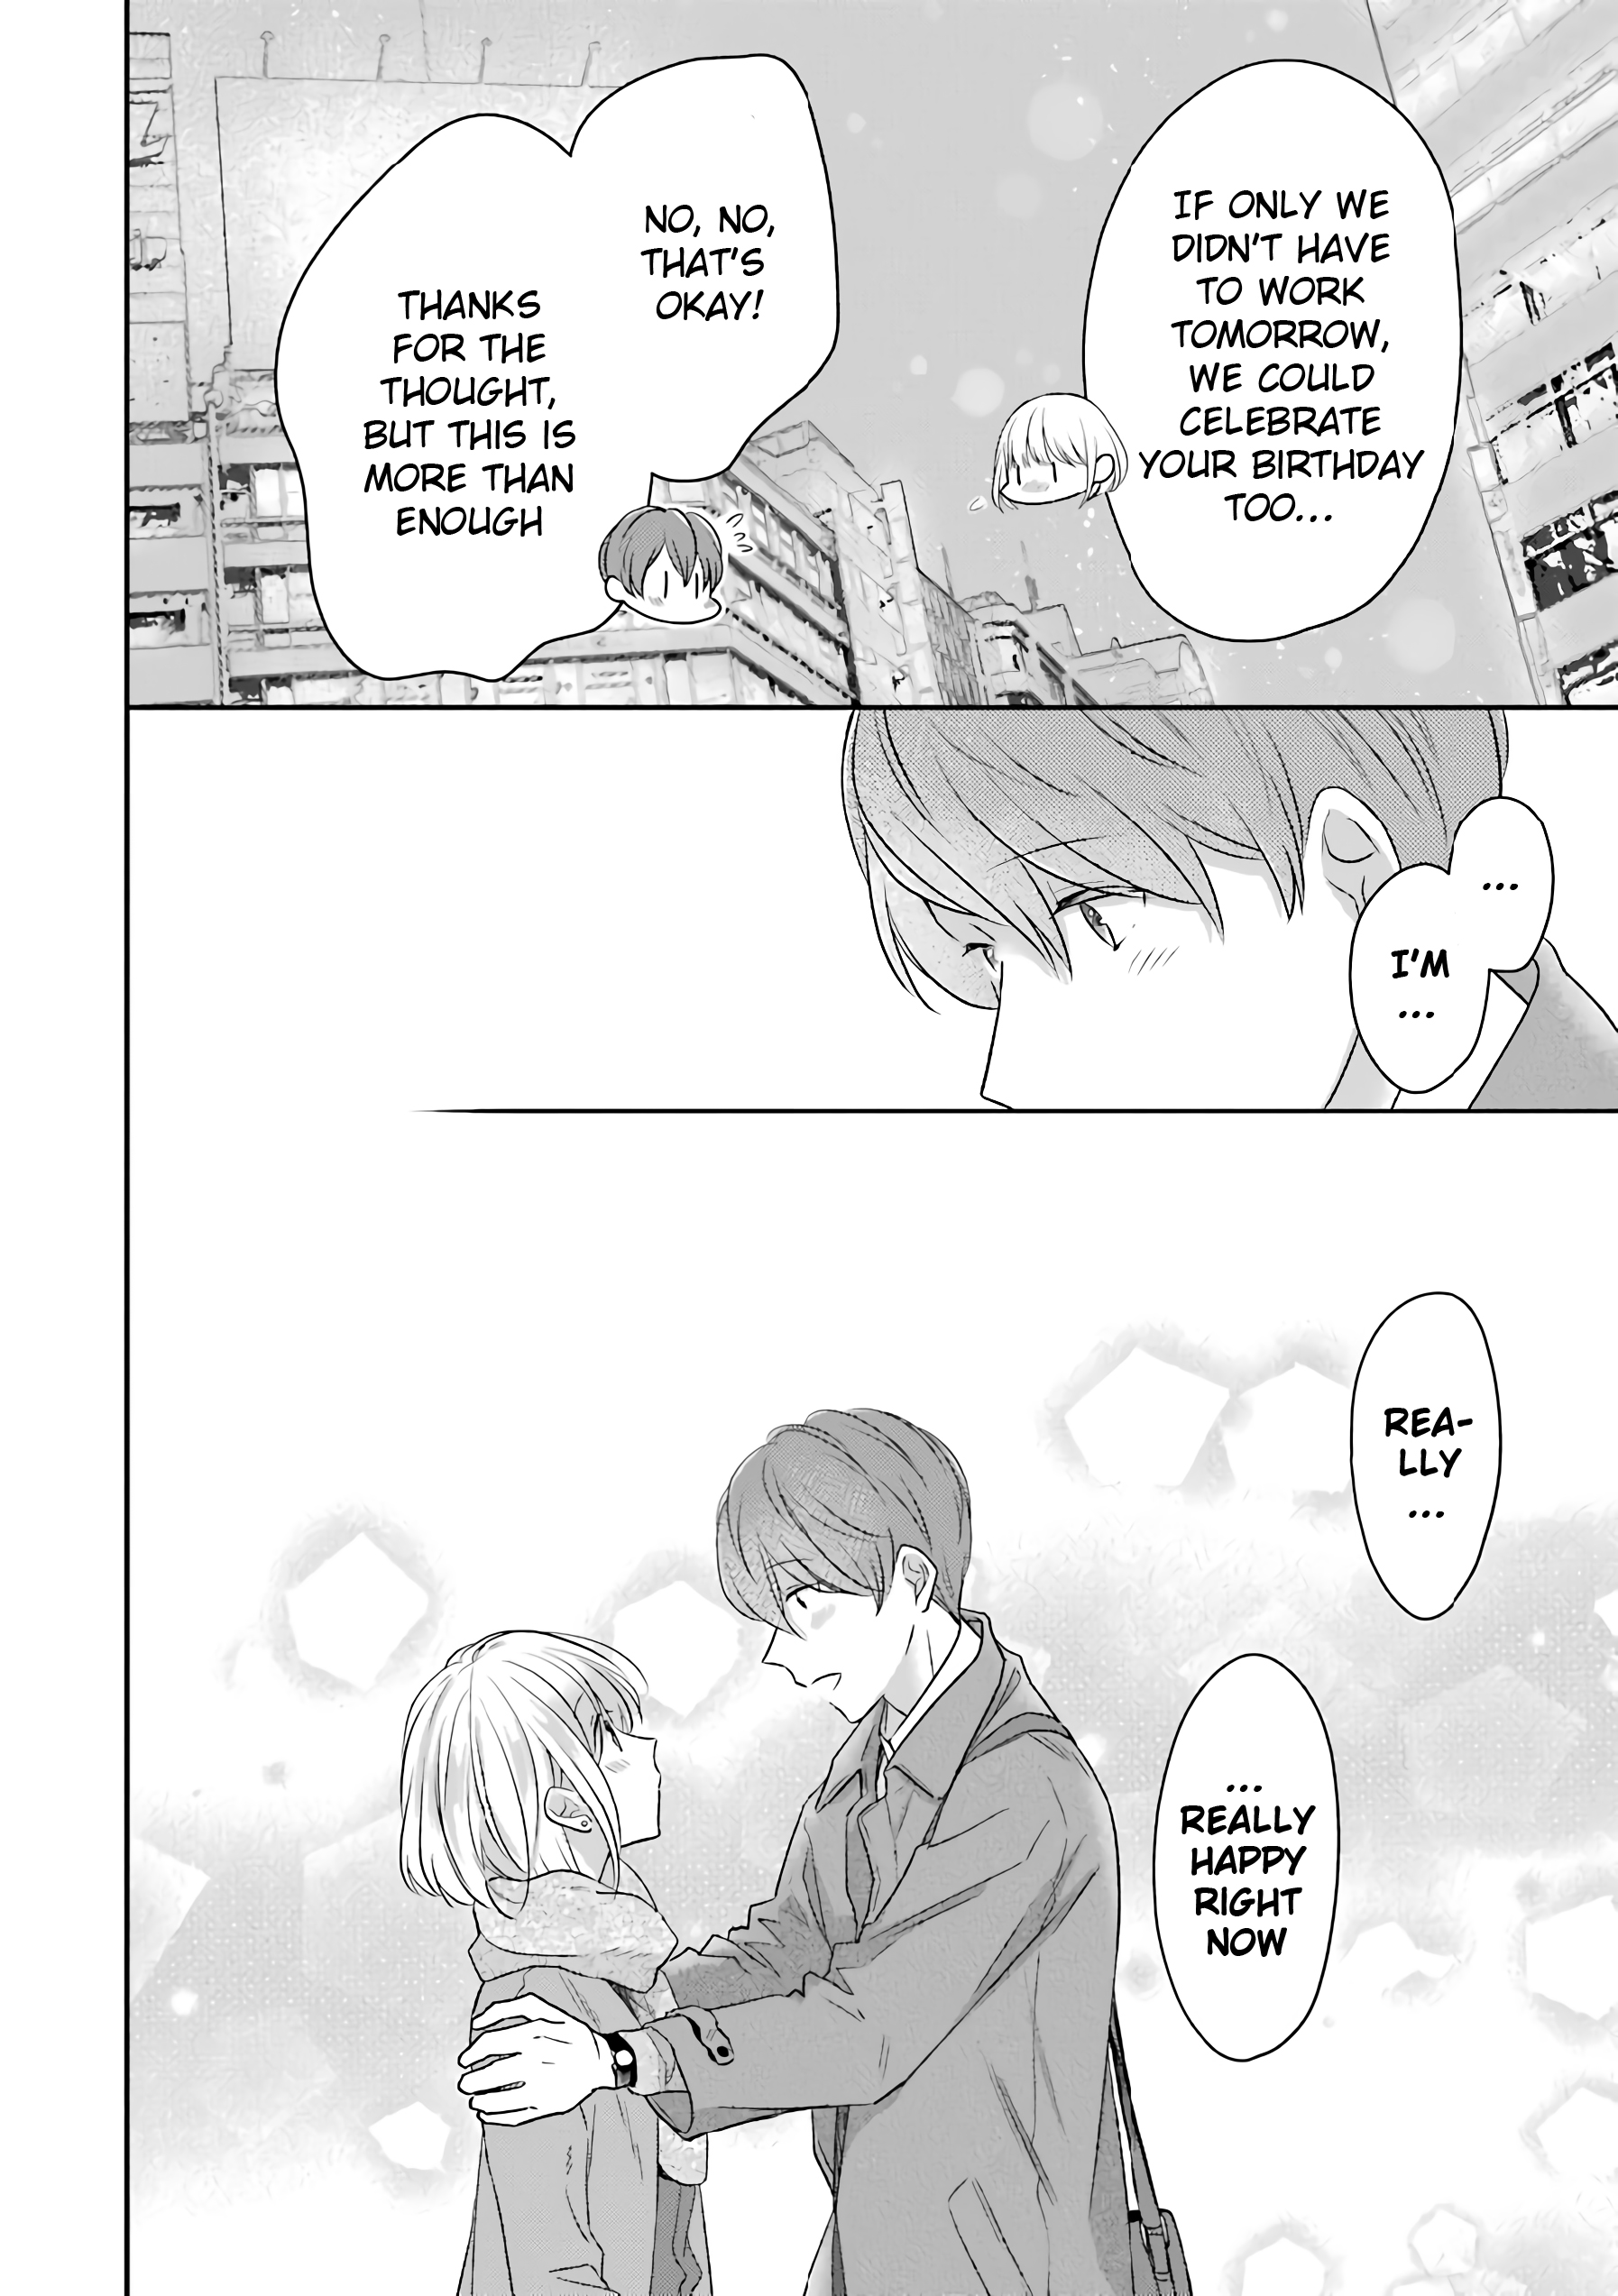 IF ONLY WE
DIDN'T HAVE
TO WORK
TOMORROW,
WE COULD
CELEBRATE
YOUR BIRTHDAY
TOO...
NO, NO,
THAT'S
OKAY!
THANKS
FOR THE
THOUGHT,
BUT THIS IS
MORE THAN
ENOUGH
...
I'M
...
REA-
LLY
...
...
REALLY
HAPPY
RIGHT
NOW